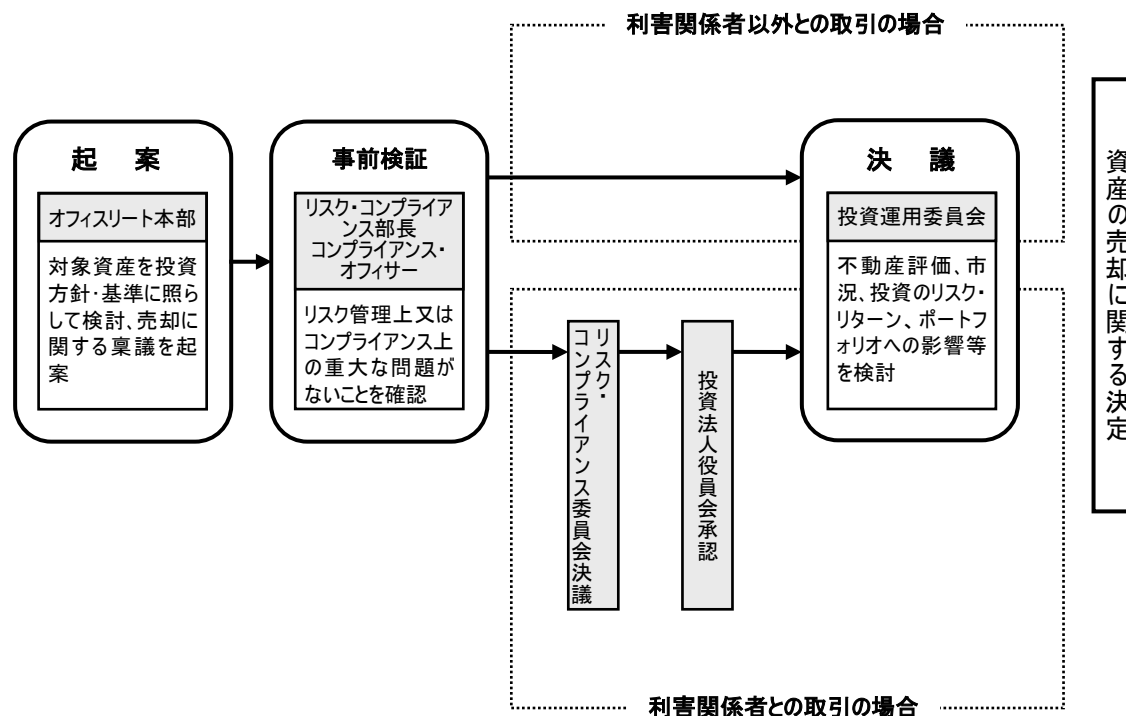 利害関係者以外との取引の場合
起　案
オフィスリート本部
対象資産を投資
方針・基準に照ら
して検討、売却に
関する稟議を起
案
事前検証
リスク・コンプライア
ンス部長
コンプライアンス・
オフィサー
リスク管理上又は
コンプライアンス上
の重大な問題が
ないことを確認
リスク・
コンプライアンス委員会決議
投資法人役員会承認
決　議
投資運用委員会
不動産評価、市
況、投資のリスク・
リターン、ポートフ
ォリオへの影響等
を検討
資産の売却に関する決定
利害関係者との取引の場合